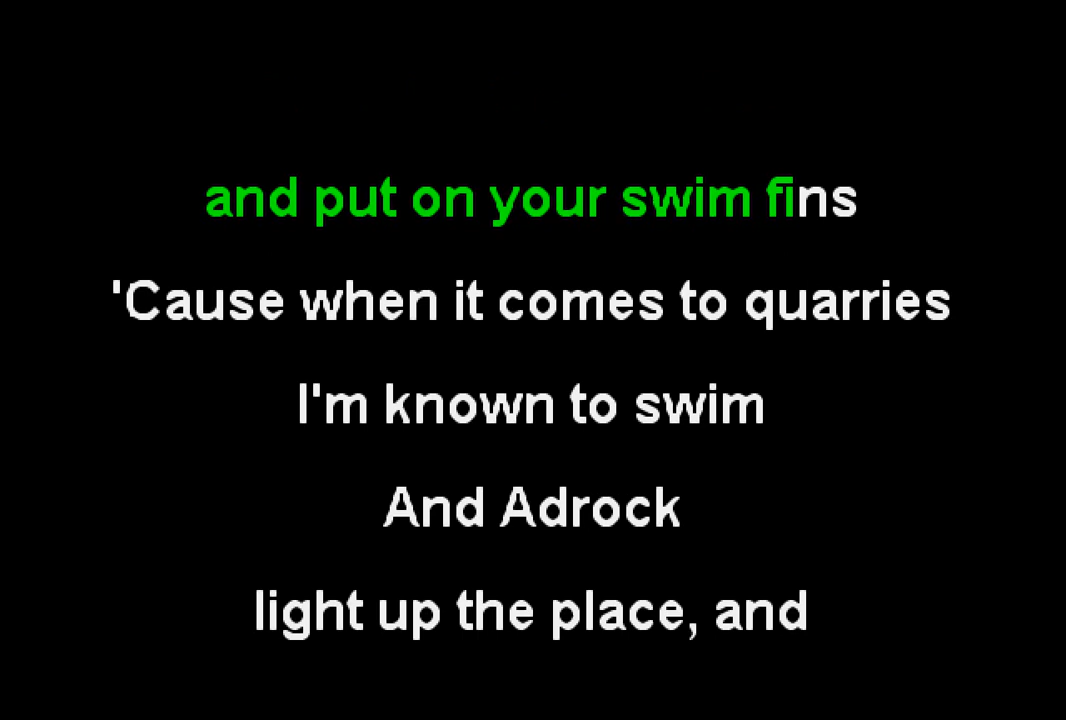 and put on your swim fins
'Cause when it comes to quarries
I'm known to swim
And Adrock
light up the place, and